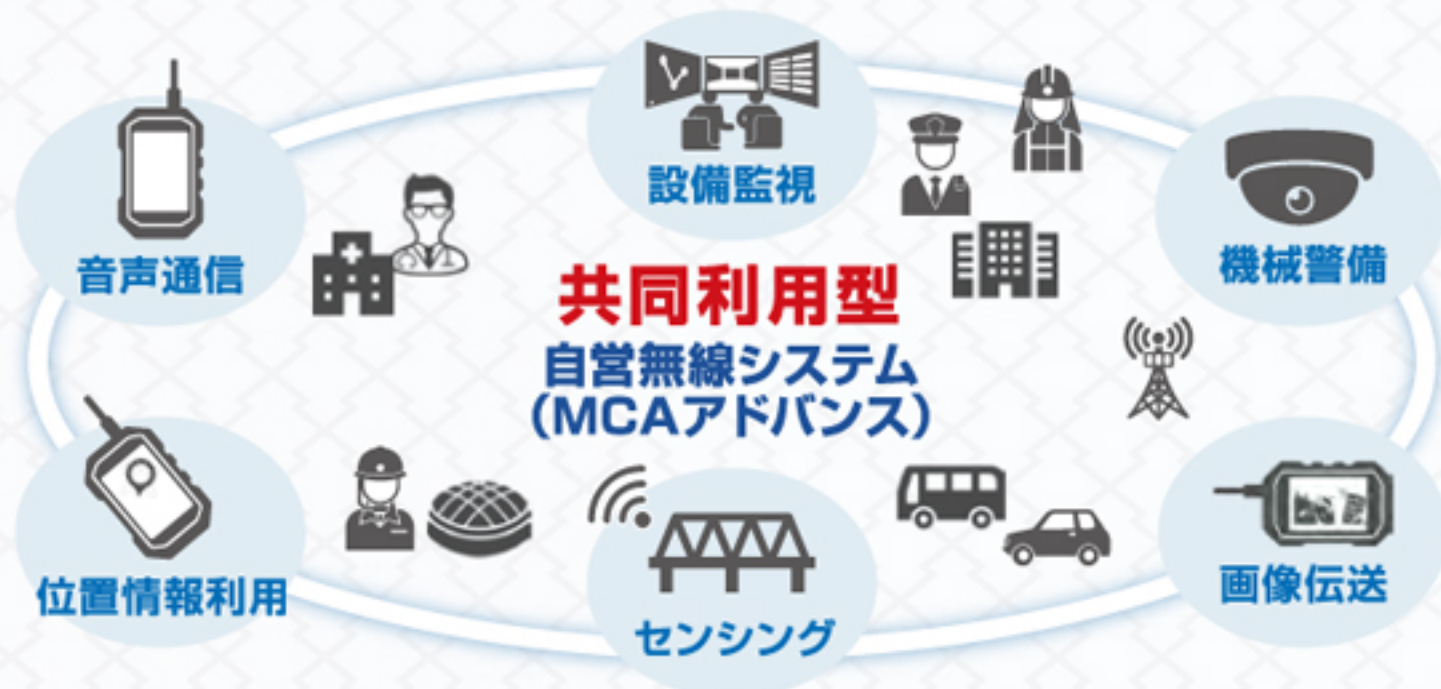 設備監視
音声通信
機械警備
共同利用型
自営無線システム
(MCAアドバンス)
位置情報利用
センシング
画像伝送